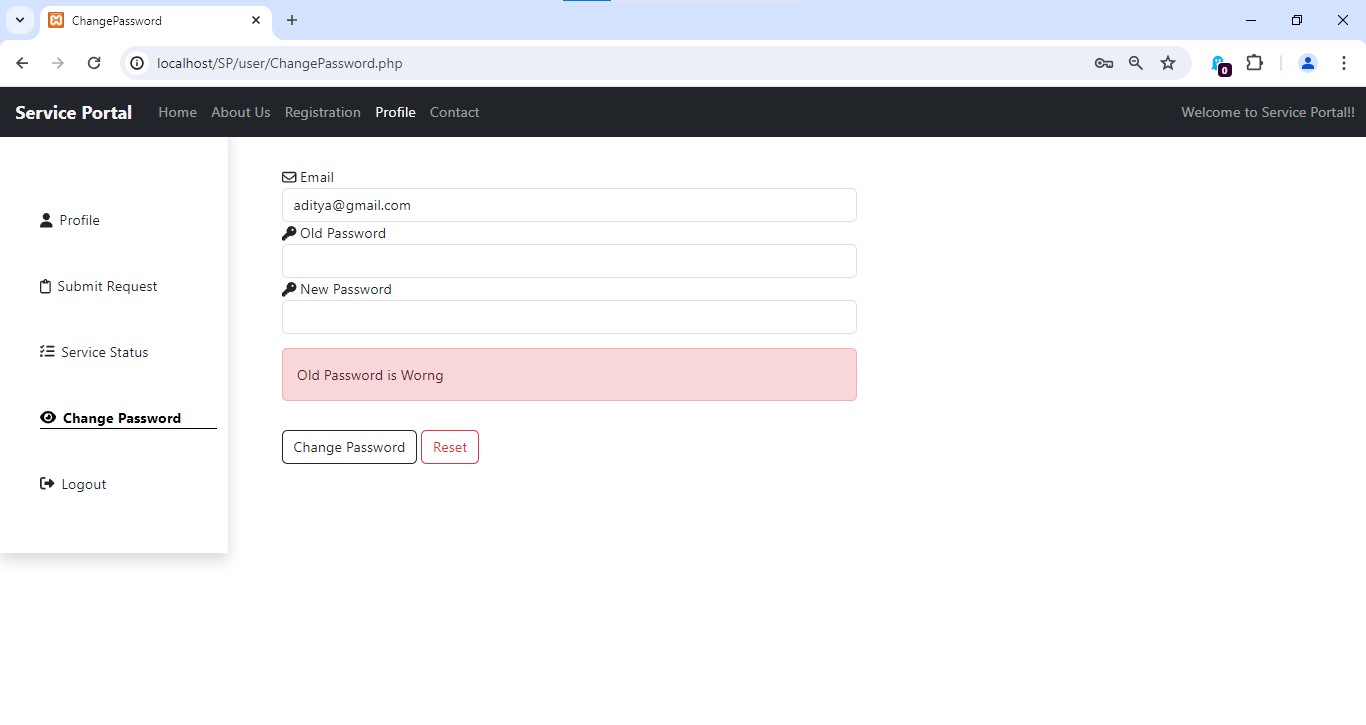 ChangePassword
localhost/SP/user/ChangePassword.php
0
Service Portal Home About Us Registration Profile Contact Welcome to Service Portal!!
Profile
Submit Request
Service Status
Change Password
Logout
Email
aditya@gmail.com
Old Password
New Password
Old Password is Worng
Change Password Reset